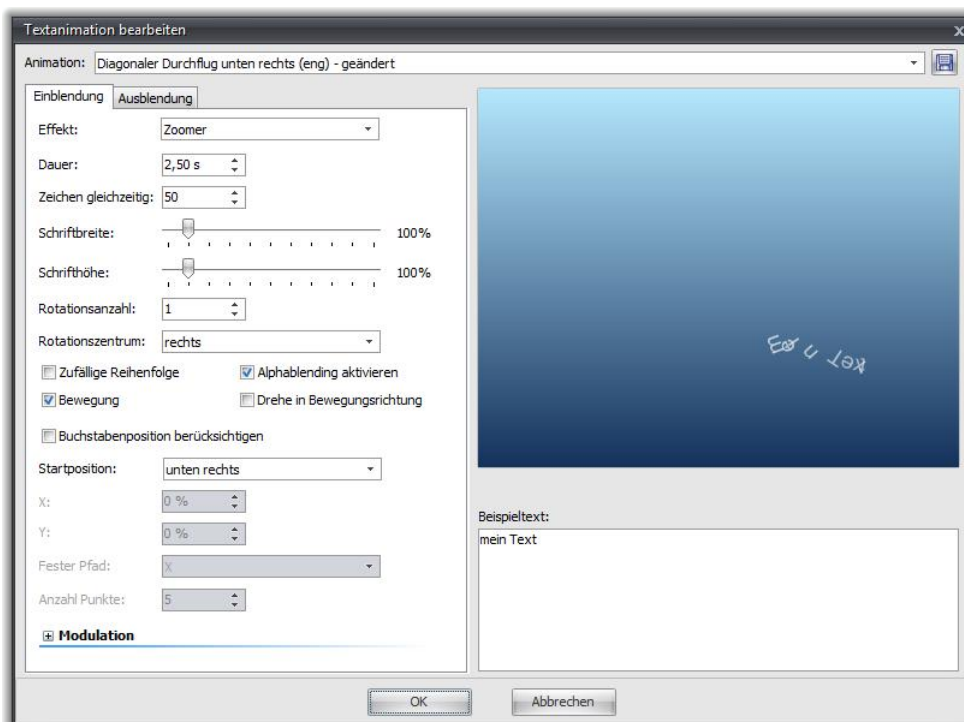 Textanimation bearbeiten
x
Animation: Diagonaler Durchflug unten rechts (eng) - geändert
Einblendung Ausblendung
Effekt: Zoomer
Dauer: 2,50 s
Zeichen gleichzeitig: 50
Schriftbreite: 100%
Schrifthöhe: 100%
Rotationsanzahl: 1
Rotationszentrum: rechts
Zufällige Reihenfolge Alphablending aktivieren
Bewegung Drehe in Bewegungsrichtung
Buchstabenposition berücksichtigen
Startposition: unten rechts
X: 0 %
Y: 0 %
Fester Pfad: X
Anzahl Punkte: 5
Modulation
Beispieltext:
mein Text
OK Abbrechen